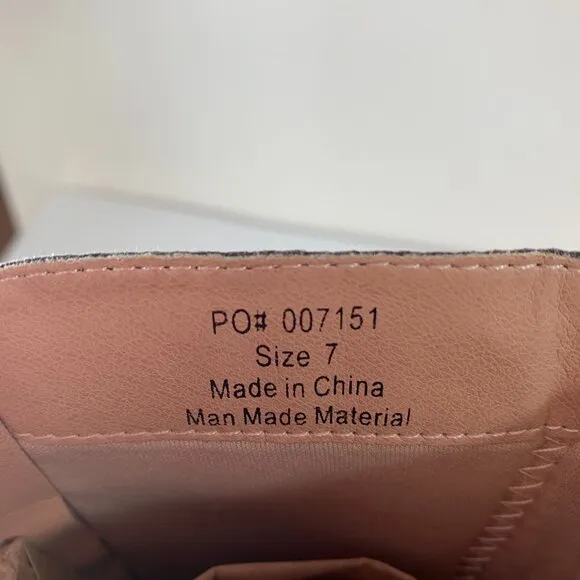 PO# 007151
Size 7
Made in China
Man Made Material